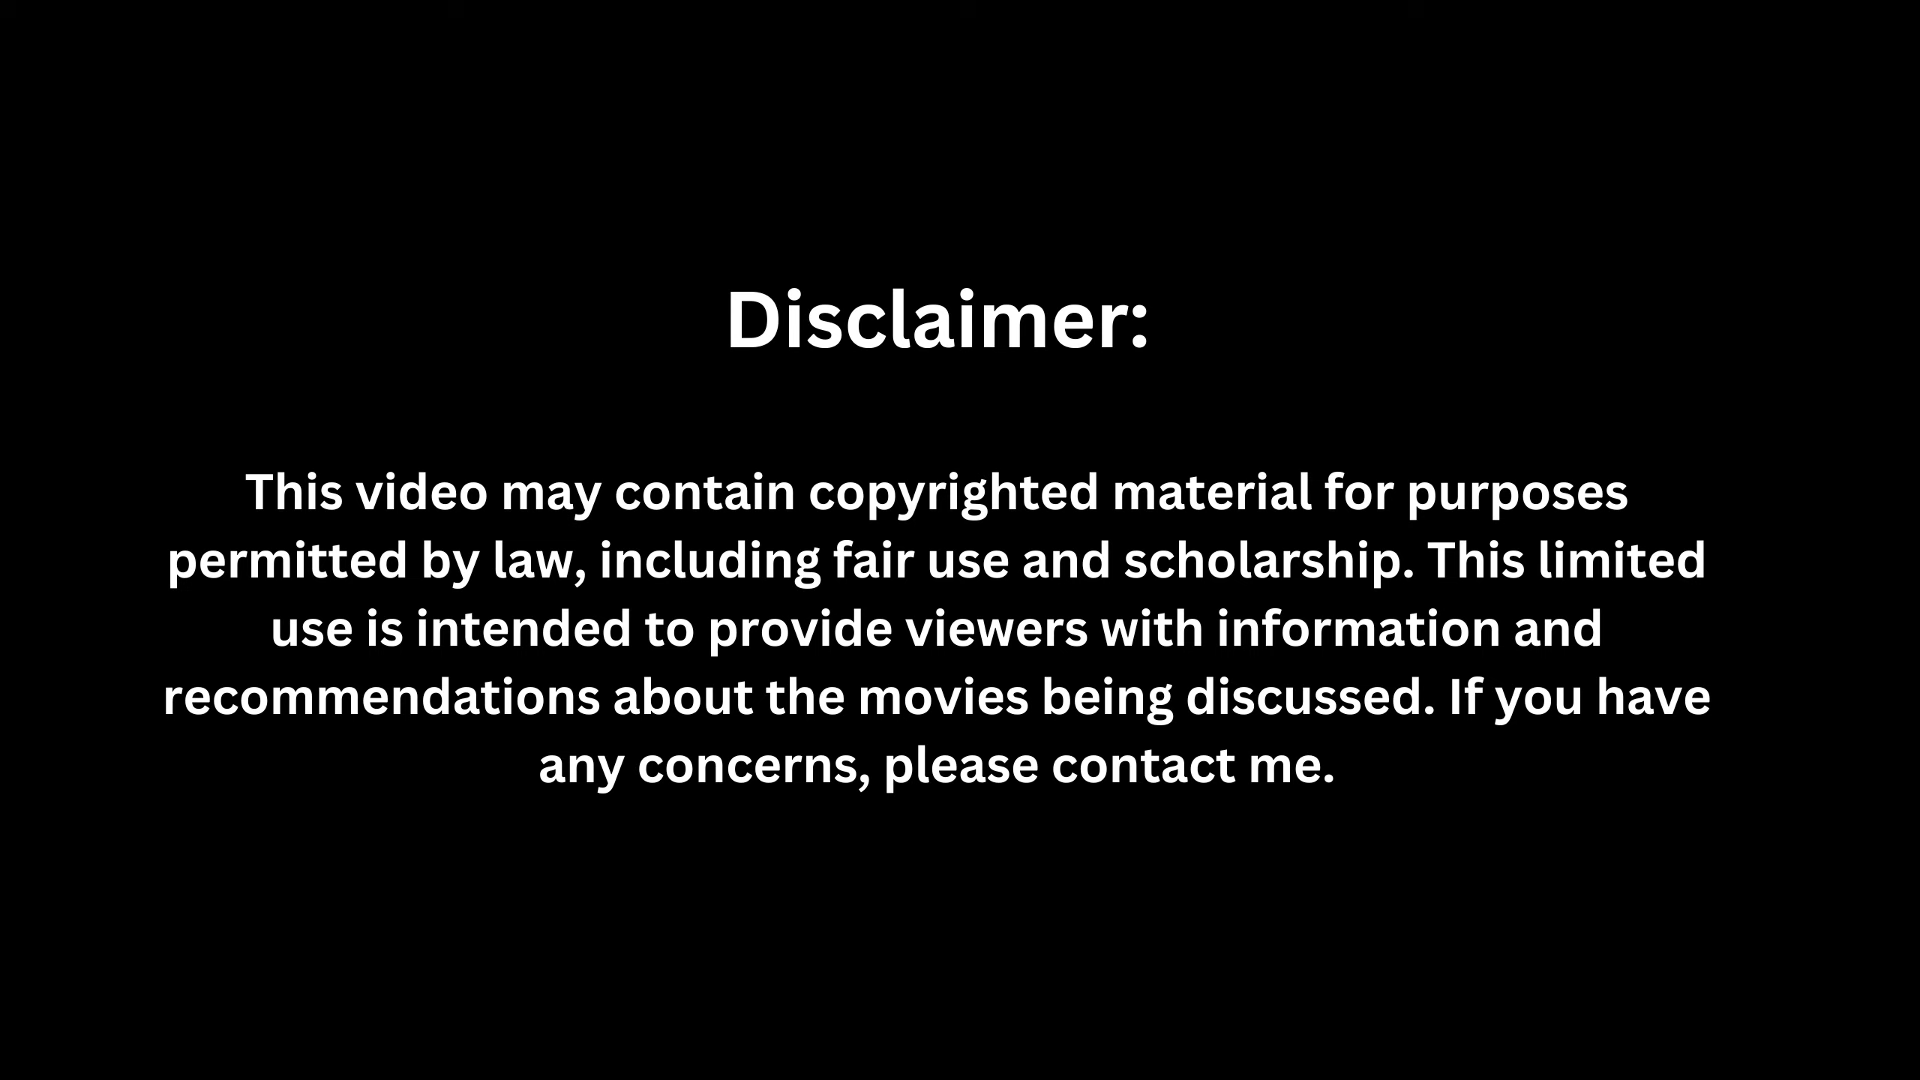 Disclaimer:
This video may contain copyrighted material for purposes
permitted by law, including fair use and scholarship. This limited
use is intended to provide viewers with information and
recommendations about the movies being discussed. If you have
any concerns, please contact me.